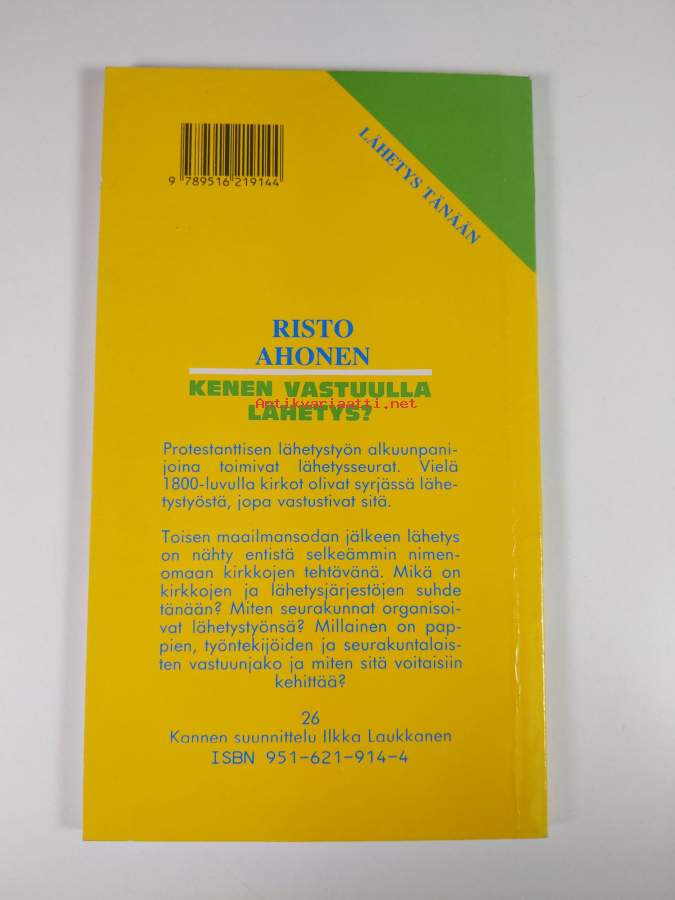 LÄHETYS TÄNÄÄN
9 789516 219144
RISTO
AHONEN
KENEN VASTUULLA
Antikvariaatti.net
LÄHETYS?
Protestanttisen lähetystyön alkuunpani-
joina toimivat lähetysseurat. Vielä
1800-luvulla kirkot olivat syrjässä lähe-
tystyöstä, jopa vastustivat sitä.
Toisen maailmansodan jälkeen lähetys
on nähty entistä selkeämmin nimen-
omaan kirkkojen tehtävänä. Mikä on
kirkkojen ja lähetysjärjestöjen suhde
tänään? Miten seurakunnat organisoi-
vat lähetystyönsä? Millainen on pap-
pien, työntekijöiden ja seurakuntalais-
ten vastuunjako ja miten sitä voitaisiin
kehittää?
26
Kannen suunnittelu Ilkka Laukkanen
ISBN 951-621-914-4